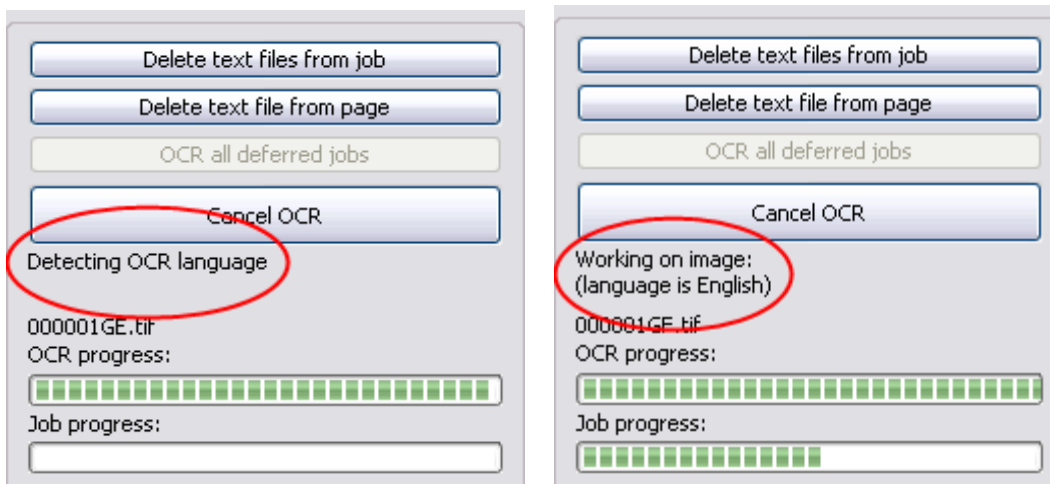 Delete text files from job
Delete text file from page
OCR all deferred jobs
Cancel OCR
Detecting OCR language
000001GE.tif
OCR progress:
Job progress:
Delete text files from job
Delete text file from page
OCR all deferred jobs
Cancel OCR
Working on image:
(language is English)
000001GE.tif
OCR progress:
Job progress: